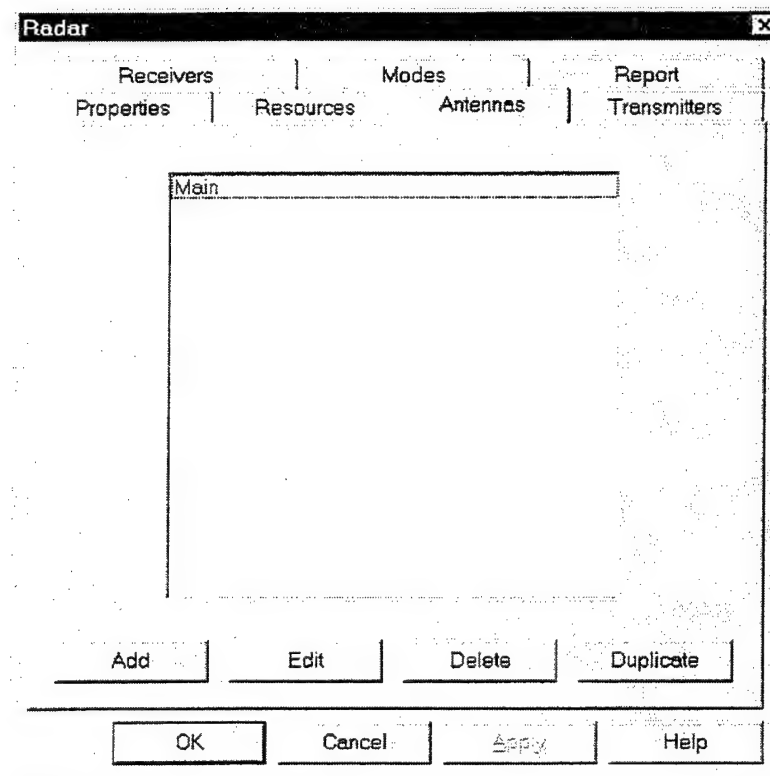 Radar
Receivers Modes Report
Properties Resources Antennas Transmitters
Main
Add Edit Delete Duplicate
OK Cancel Apply Help